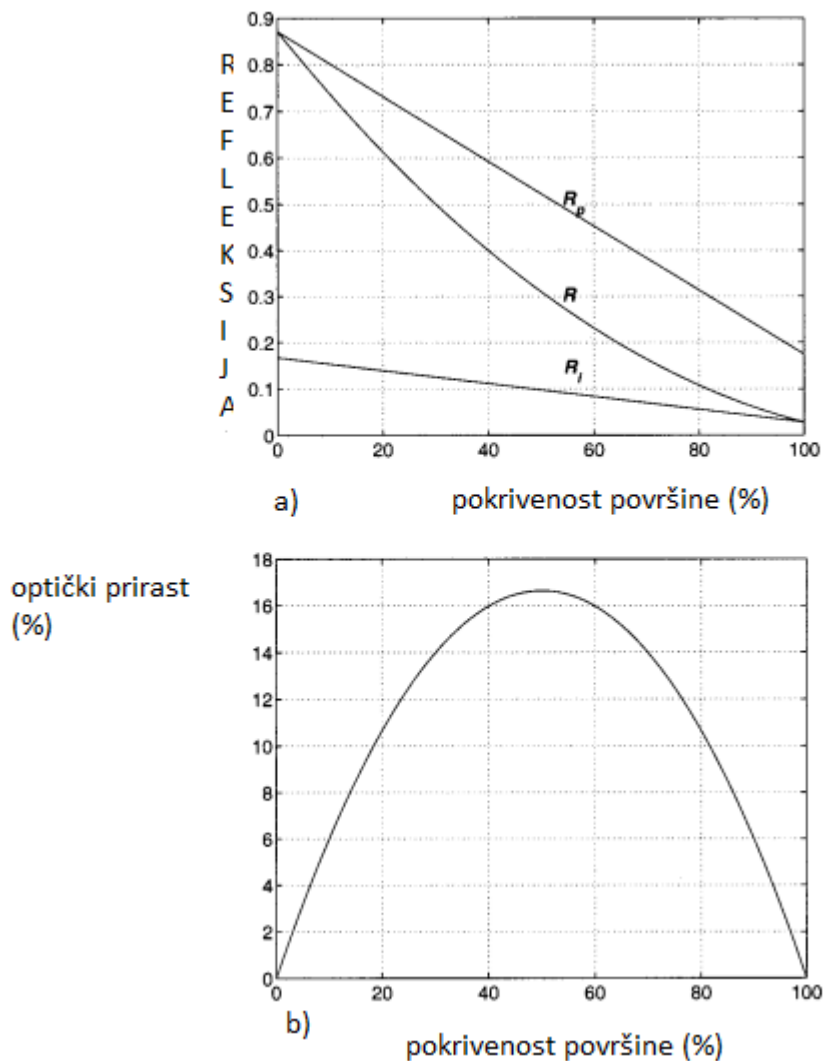 0.9
R
0.8
E
0.7
F
0.6
L
E
0.5
R_p
K
0.4
S
0.3
R
I
0.2
J
R_i
0.1
A
0
0 20 40 60 80 100
a) pokrivenost površine (%)
optički prirast
(%)
18
16
14
12
10
8
6
4
2
0
0 20 40 60 80 100
b)
pokrivenost površine (%)